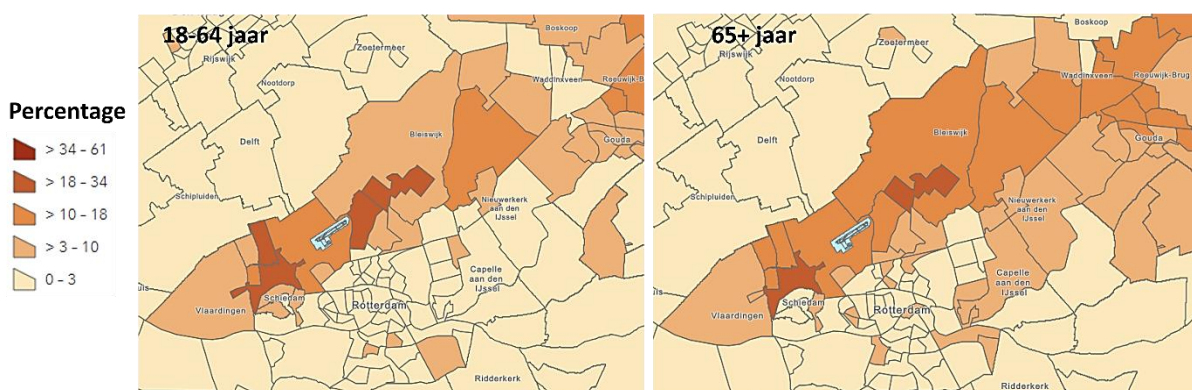 18-64 jaar
65+ jaar
Percentage
> 34 - 61
> 18 - 34
> 10 - 18
> 3 - 10
0 - 3
Rijswijk
Zoetermeer
Boskoop
Nootdorp
Waddinxveen
Reeuwijk-Brug
Delft
Bleiswijk
Gouda
Schipluiden
Nieuwerkerk
aan den
IJssel
Capelle
aan den
IJssel
Schiedam
Vlaardingen
Rotterdam
Ridderkerk
Rijswijk
Zoetermeer
Boskoop
Nootdorp
Waddinxveen
Reeuwijk-Brug
Delft
Bleiswijk
Gouda
Schipluiden
Nieuwerkerk
aan den
IJssel
Capelle
aan den
IJssel
Schiedam
Vlaardingen
Rotterdam
Ridderkerk